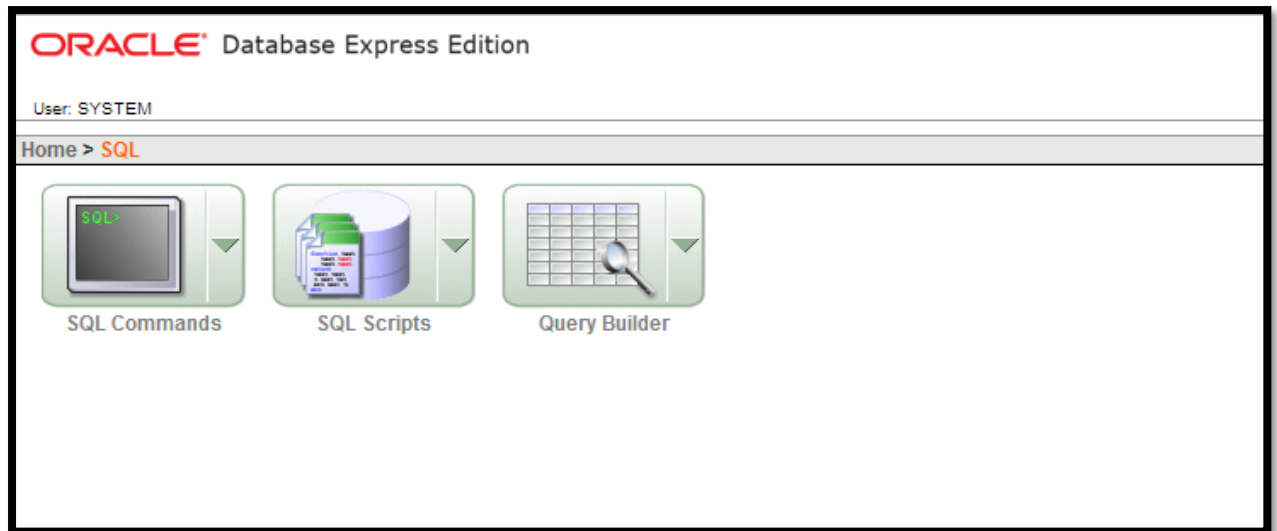 ORACLE® Database Express Edition
User: SYSTEM
Home > SQL
SQL>
SQL Commands
SQL Scripts
Query Builder